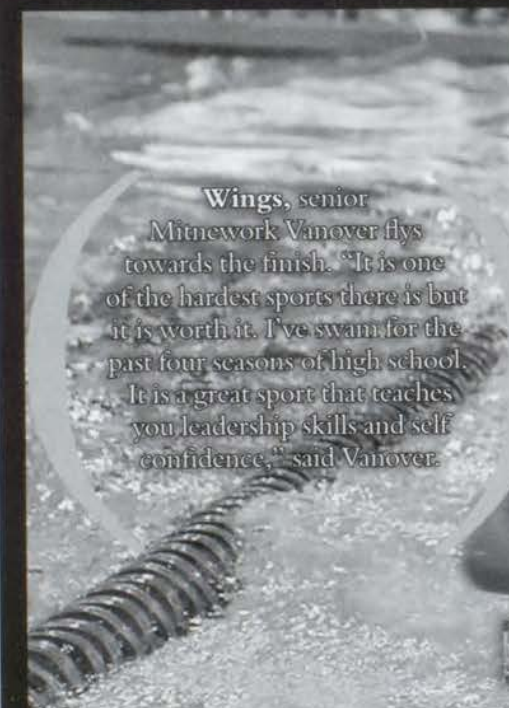 Wings, senior
Mitnework Vanover flys
towards the finish. "It is one
of the hardest sports there is but
it is worth it. I've swam for the
past four seasons of high school.
It is a great sport that teaches
you leadership skills and self
confidence," said Vanover.